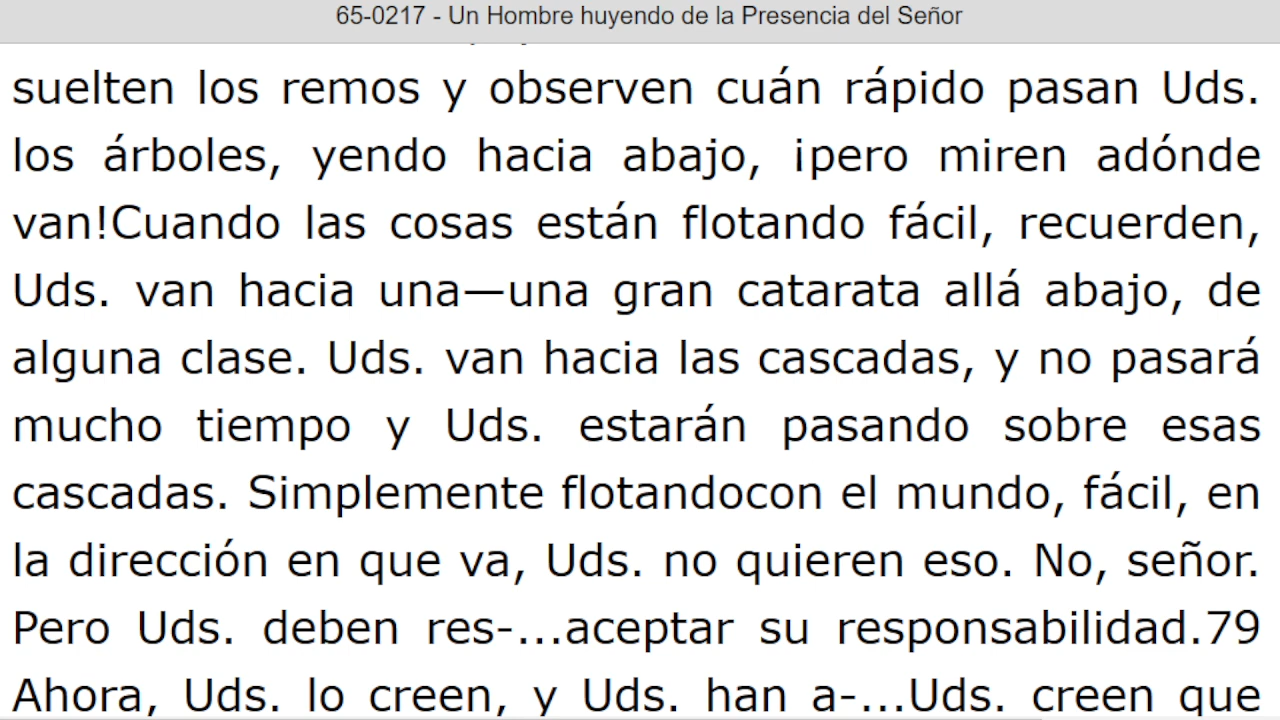 65-0217 - Un Hombre huyendo de la Presencia del Señor
suelten los remos y observen cuán rápido pasan Uds.
los árboles, yendo hacia abajo, ¡pero miren adónde
van!Cuando las cosas están flotando fácil, recuerden,
Uds. van hacia una—una gran catarata allá abajo, de
alguna clase. Uds. van hacia las cascadas, y no pasará
mucho tiempo y Uds. estarán pasando sobre esas
cascadas. Simplemente flotandocon el mundo, fácil, en
la dirección en que va, Uds. no quieren eso. No, señor.
Pero Uds. deben res-...aceptar su responsabilidad.79
Ahora, Uds. lo creen, y Uds. han a-...Uds. creen que